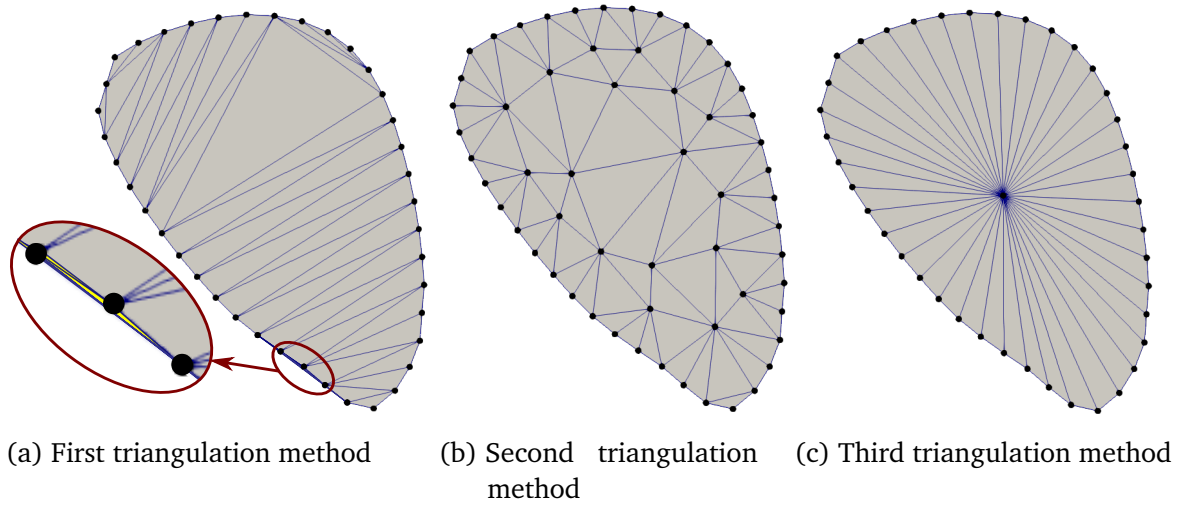 (a) First triangulation method
(b) Second triangulation
method
(c) Third triangulation method